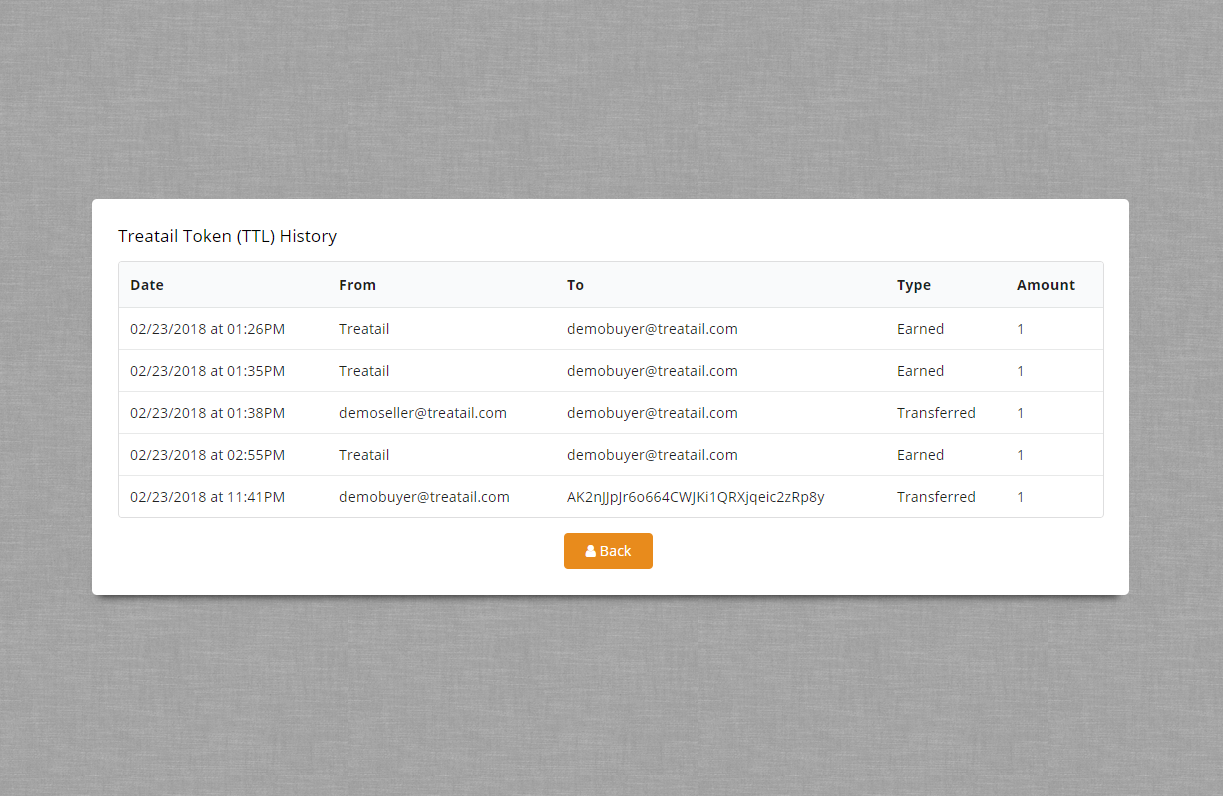 Treatail Token (TTL) History
Date From To Type Amount
02/23/2018 at 01:26PM Treatail demobuyer@treatail.com Earned 1
02/23/2018 at 01:35PM Treatail demobuyer@treatail.com Earned 1
02/23/2018 at 01:38PM demoseller@treatail.com demobuyer@treatail.com Transferred 1
02/23/2018 at 02:55PM Treatail demobuyer@treatail.com Earned 1
02/23/2018 at 11:41PM demobuyer@treatail.com AK2nJJpJr6o664CWJKi1QRXjqeic2zRp8y Transferred 1
Back